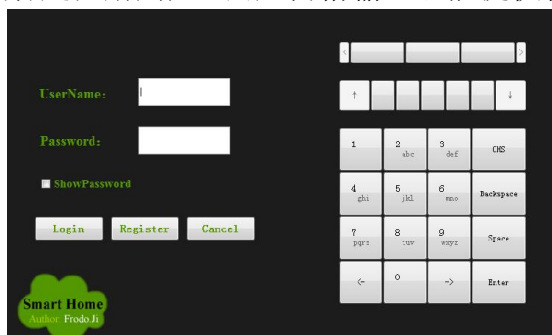 UserName:
Password:
ShowPassword
Login Register Cancel
Smart Home
Author: Frodo.Ji
< >
↑ ↓
1 2 abc 3 def CHS
4 ghi 5 jkl 6 mno Backspace
7 pqrs 8 tuv 9 wxyz Space
<- 0 -> Enter